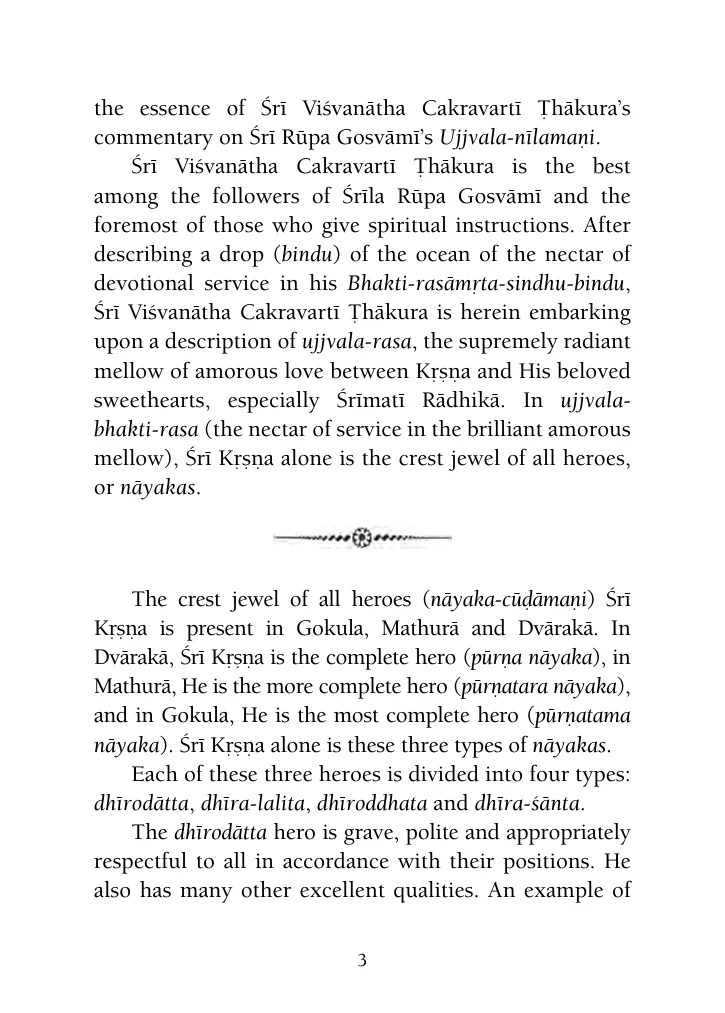 the essence of Śrī Viśvanātha Cakravartī Ṭhākura’s
commentary on Śrī Rūpa Gosvāmī’s Ujjvala-nīlamaṇi.
Śrī Viśvanātha Cakravartī Ṭhākura is the best
among the followers of Śrīla Rūpa Gosvāmī and the
foremost of those who give spiritual instructions. After
describing a drop (bindu) of the ocean of the nectar of
devotional service in his Bhakti-rasāmṛta-sindhu-bindu,
Śrī Viśvanātha Cakravartī Ṭhākura is herein embarking
upon a description of ujjvala-rasa, the supremely radiant
mellow of amorous love between Kṛṣṇa and His beloved
sweethearts, especially Śrīmatī Rādhikā. In ujjvala-
bhakti-rasa (the nectar of service in the brilliant amorous
mellow), Śrī Kṛṣṇa alone is the crest jewel of all heroes,
or nāyakas.
The crest jewel of all heroes (nāyaka-cūḍāmaṇi) Śrī
Kṛṣṇa is present in Gokula, Mathurā and Dvārakā. In
Dvārakā, Śrī Kṛṣṇa is the complete hero (pūrṇa nāyaka), in
Mathurā, He is the more complete hero (pūrṇatara nāyaka),
and in Gokula, He is the most complete hero (pūrṇatama
nāyaka). Śrī Kṛṣṇa alone is these three types of nāyakas.
Each of these three heroes is divided into four types:
dhīrodātta, dhīra-lalita, dhīroddhata and dhīra-śānta.
The dhīrodātta hero is grave, polite and appropriately
respectful to all in accordance with their positions. He
also has many other excellent qualities. An example of
3